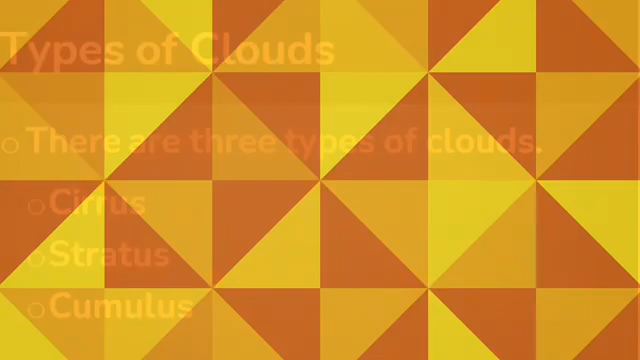 Types of Clouds
There are three types of clouds.
Cirrus
Stratus
Cumulus